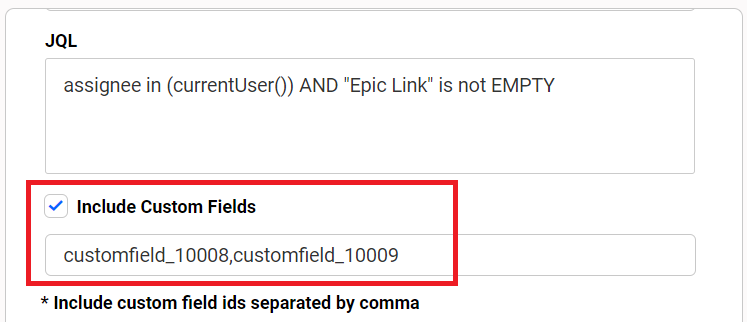 JQL
assignee in (currentUser()) AND "Epic Link" is not EMPTY
Include Custom Fields
customfield_10008,customfield_10009
* Include custom field ids separated by comma